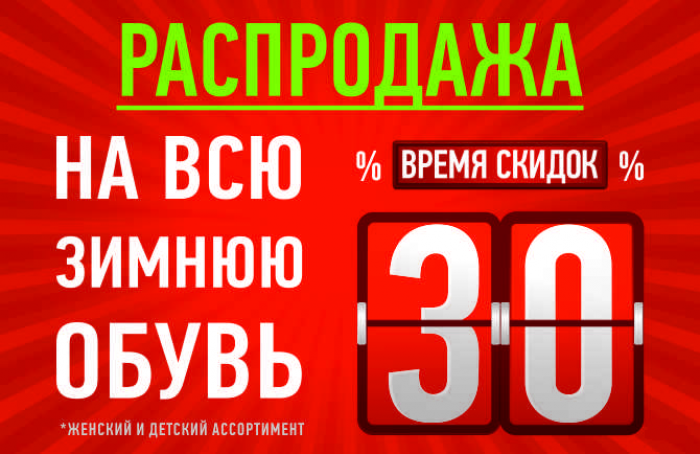 РАСПРОДАЖА
НА ВСЮ
ЗИМНЮЮ
ОБУВЬ
*ЖЕНСКИЙ И ДЕТСКИЙ АССОРТИМЕНТ
% ВРЕМЯ СКИДОК %
30